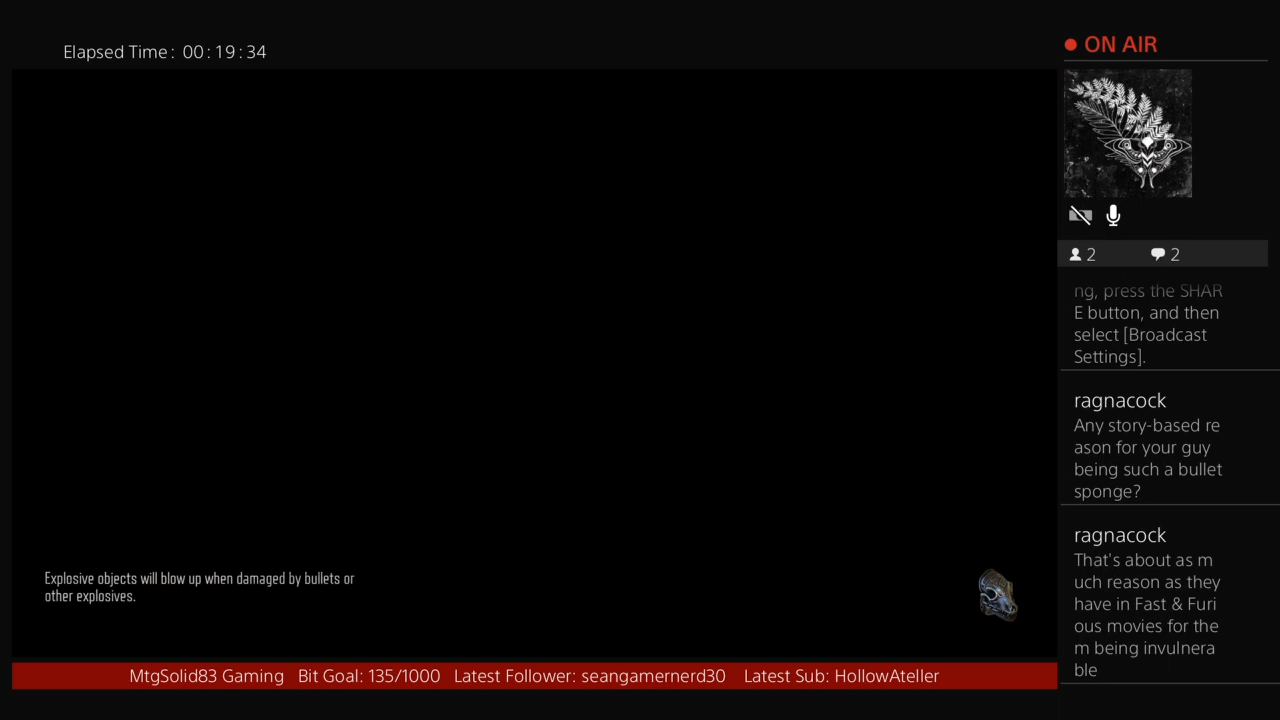 Elapsed Time: 00:19:34
ON AIR
2 2
ng, press the SHAR
E button, and then
select [Broadcast
Settings].
ragnacock
Any story-based re
ason for your guy
being such a bullet
sponge?
ragnacock
That's about as m
uch reason as they
have in Fast & Furi
ous movies for the
m being invulnera
ble
Explosive objects will blow up when damaged by bullets or
other explosives.
MtgSolid83 Gaming Bit Goal: 135/1000 Latest Follower: seangamernerd30 Latest Sub: HollowAteller